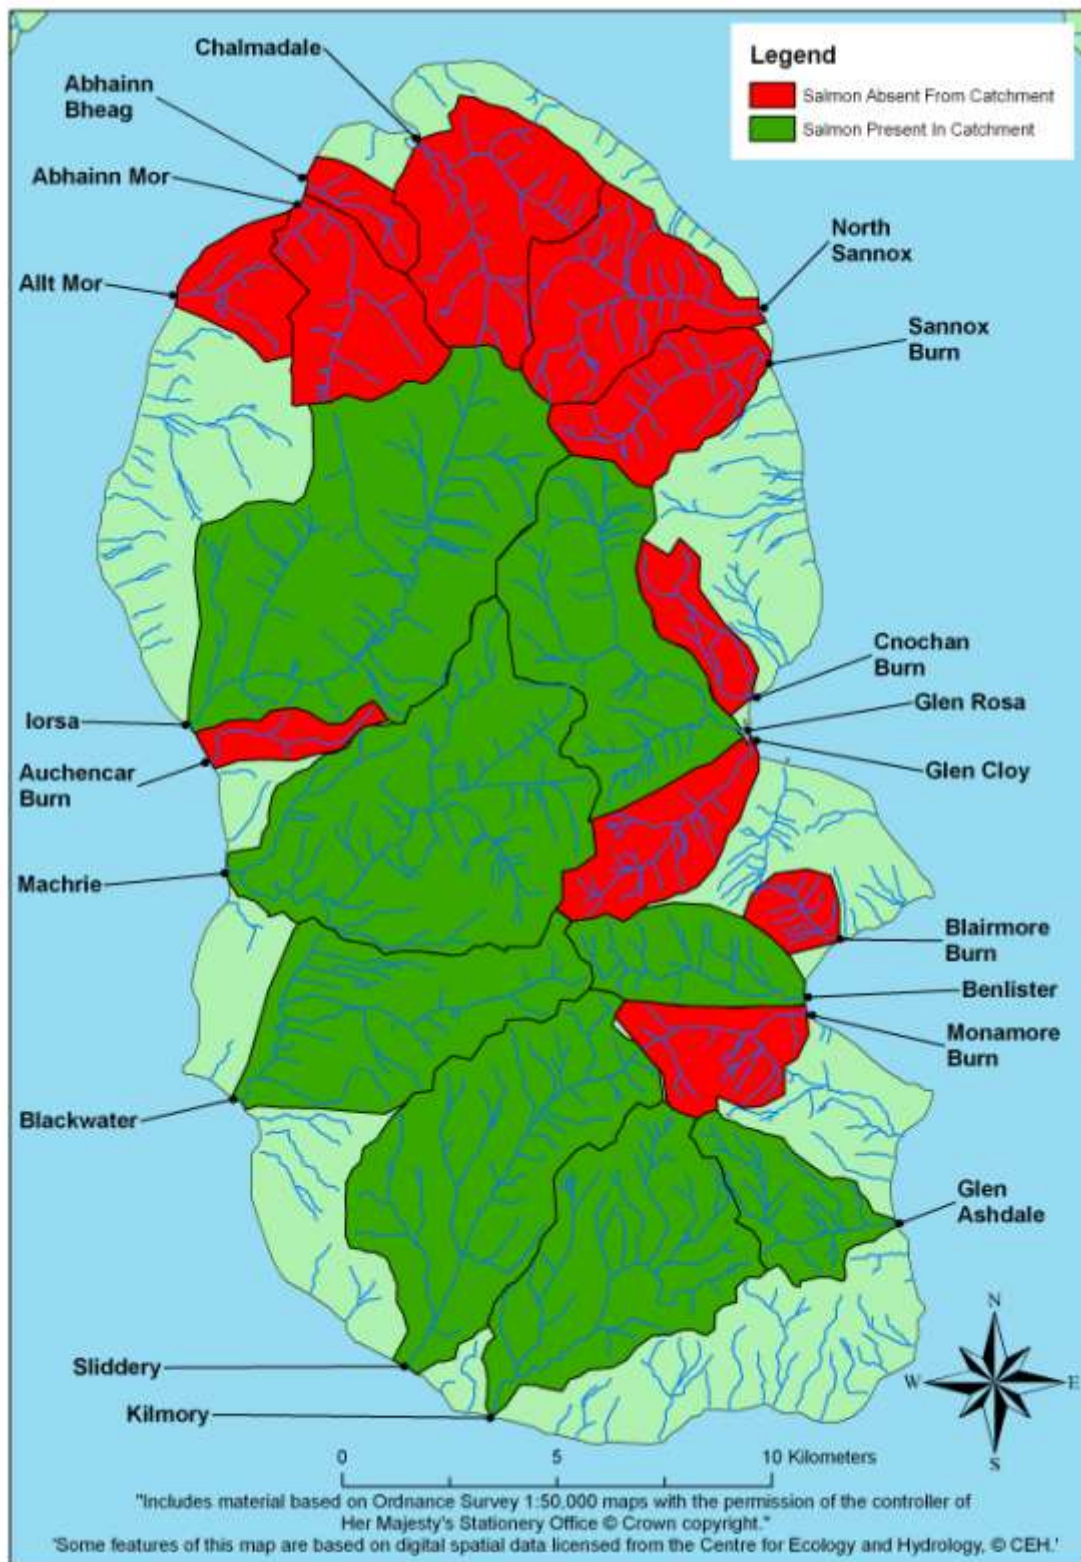 Legend
Salmon Absent From Catchment
Salmon Present In Catchment
Chalmadale
Abhainn
Bheag
Abhainn Mor
Allt Mor
North
Sannox
Sannox
Burn
Cnochan
Burn
Glen Rosa
Glen Cloy
Iorsa
Auchencar
Burn
Machrie
Blairmore
Burn
Benlister
Monamore
Burn
Blackwater
Glen
Ashdale
Sliddery
Kilmory
N
W
E
S
0 5 10 Kilometers
"Includes material based on Ordnance Survey 1:50,000 maps with the permission of the controller of
Her Majesty's Stationery Office © Crown copyright."
'Some features of this map are based on digital spatial data licensed from the Centre for Ecology and Hydrology, © CEH.'